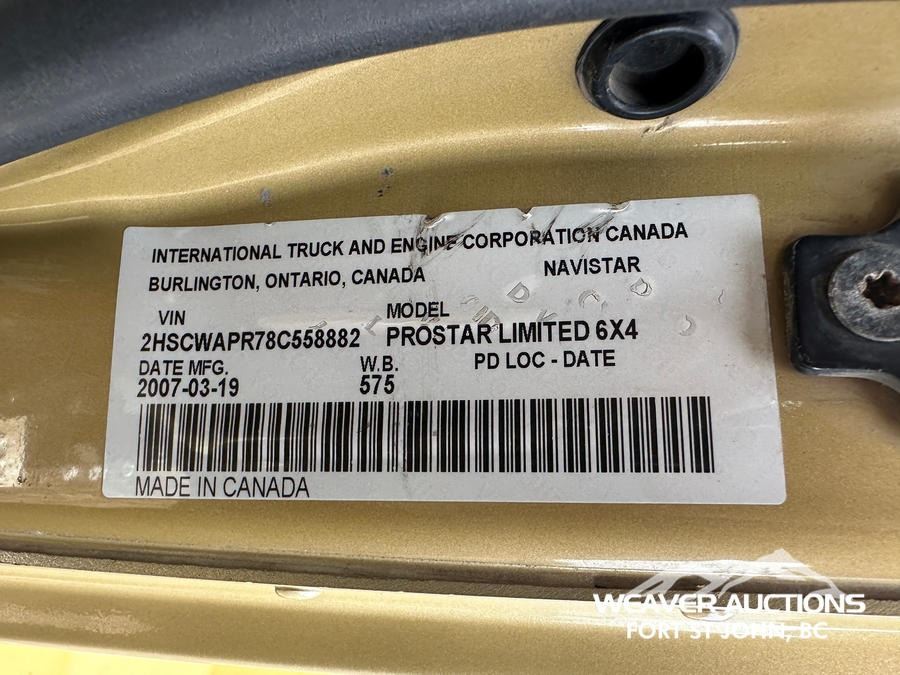 INTERNATIONAL TRUCK AND ENGINE CORPORATION CANADA
BURLINGTON, ONTARIO, CANADA NAVISTAR
VIN MODEL
2HSCWAPR78C558882 PROSTAR LIMITED 6X4
DATE MFG. W.B. PD LOC - DATE
2007-03-19 575
MADE IN CANADA
WEAVER AUCTIONS
FORT ST JOHN, BC